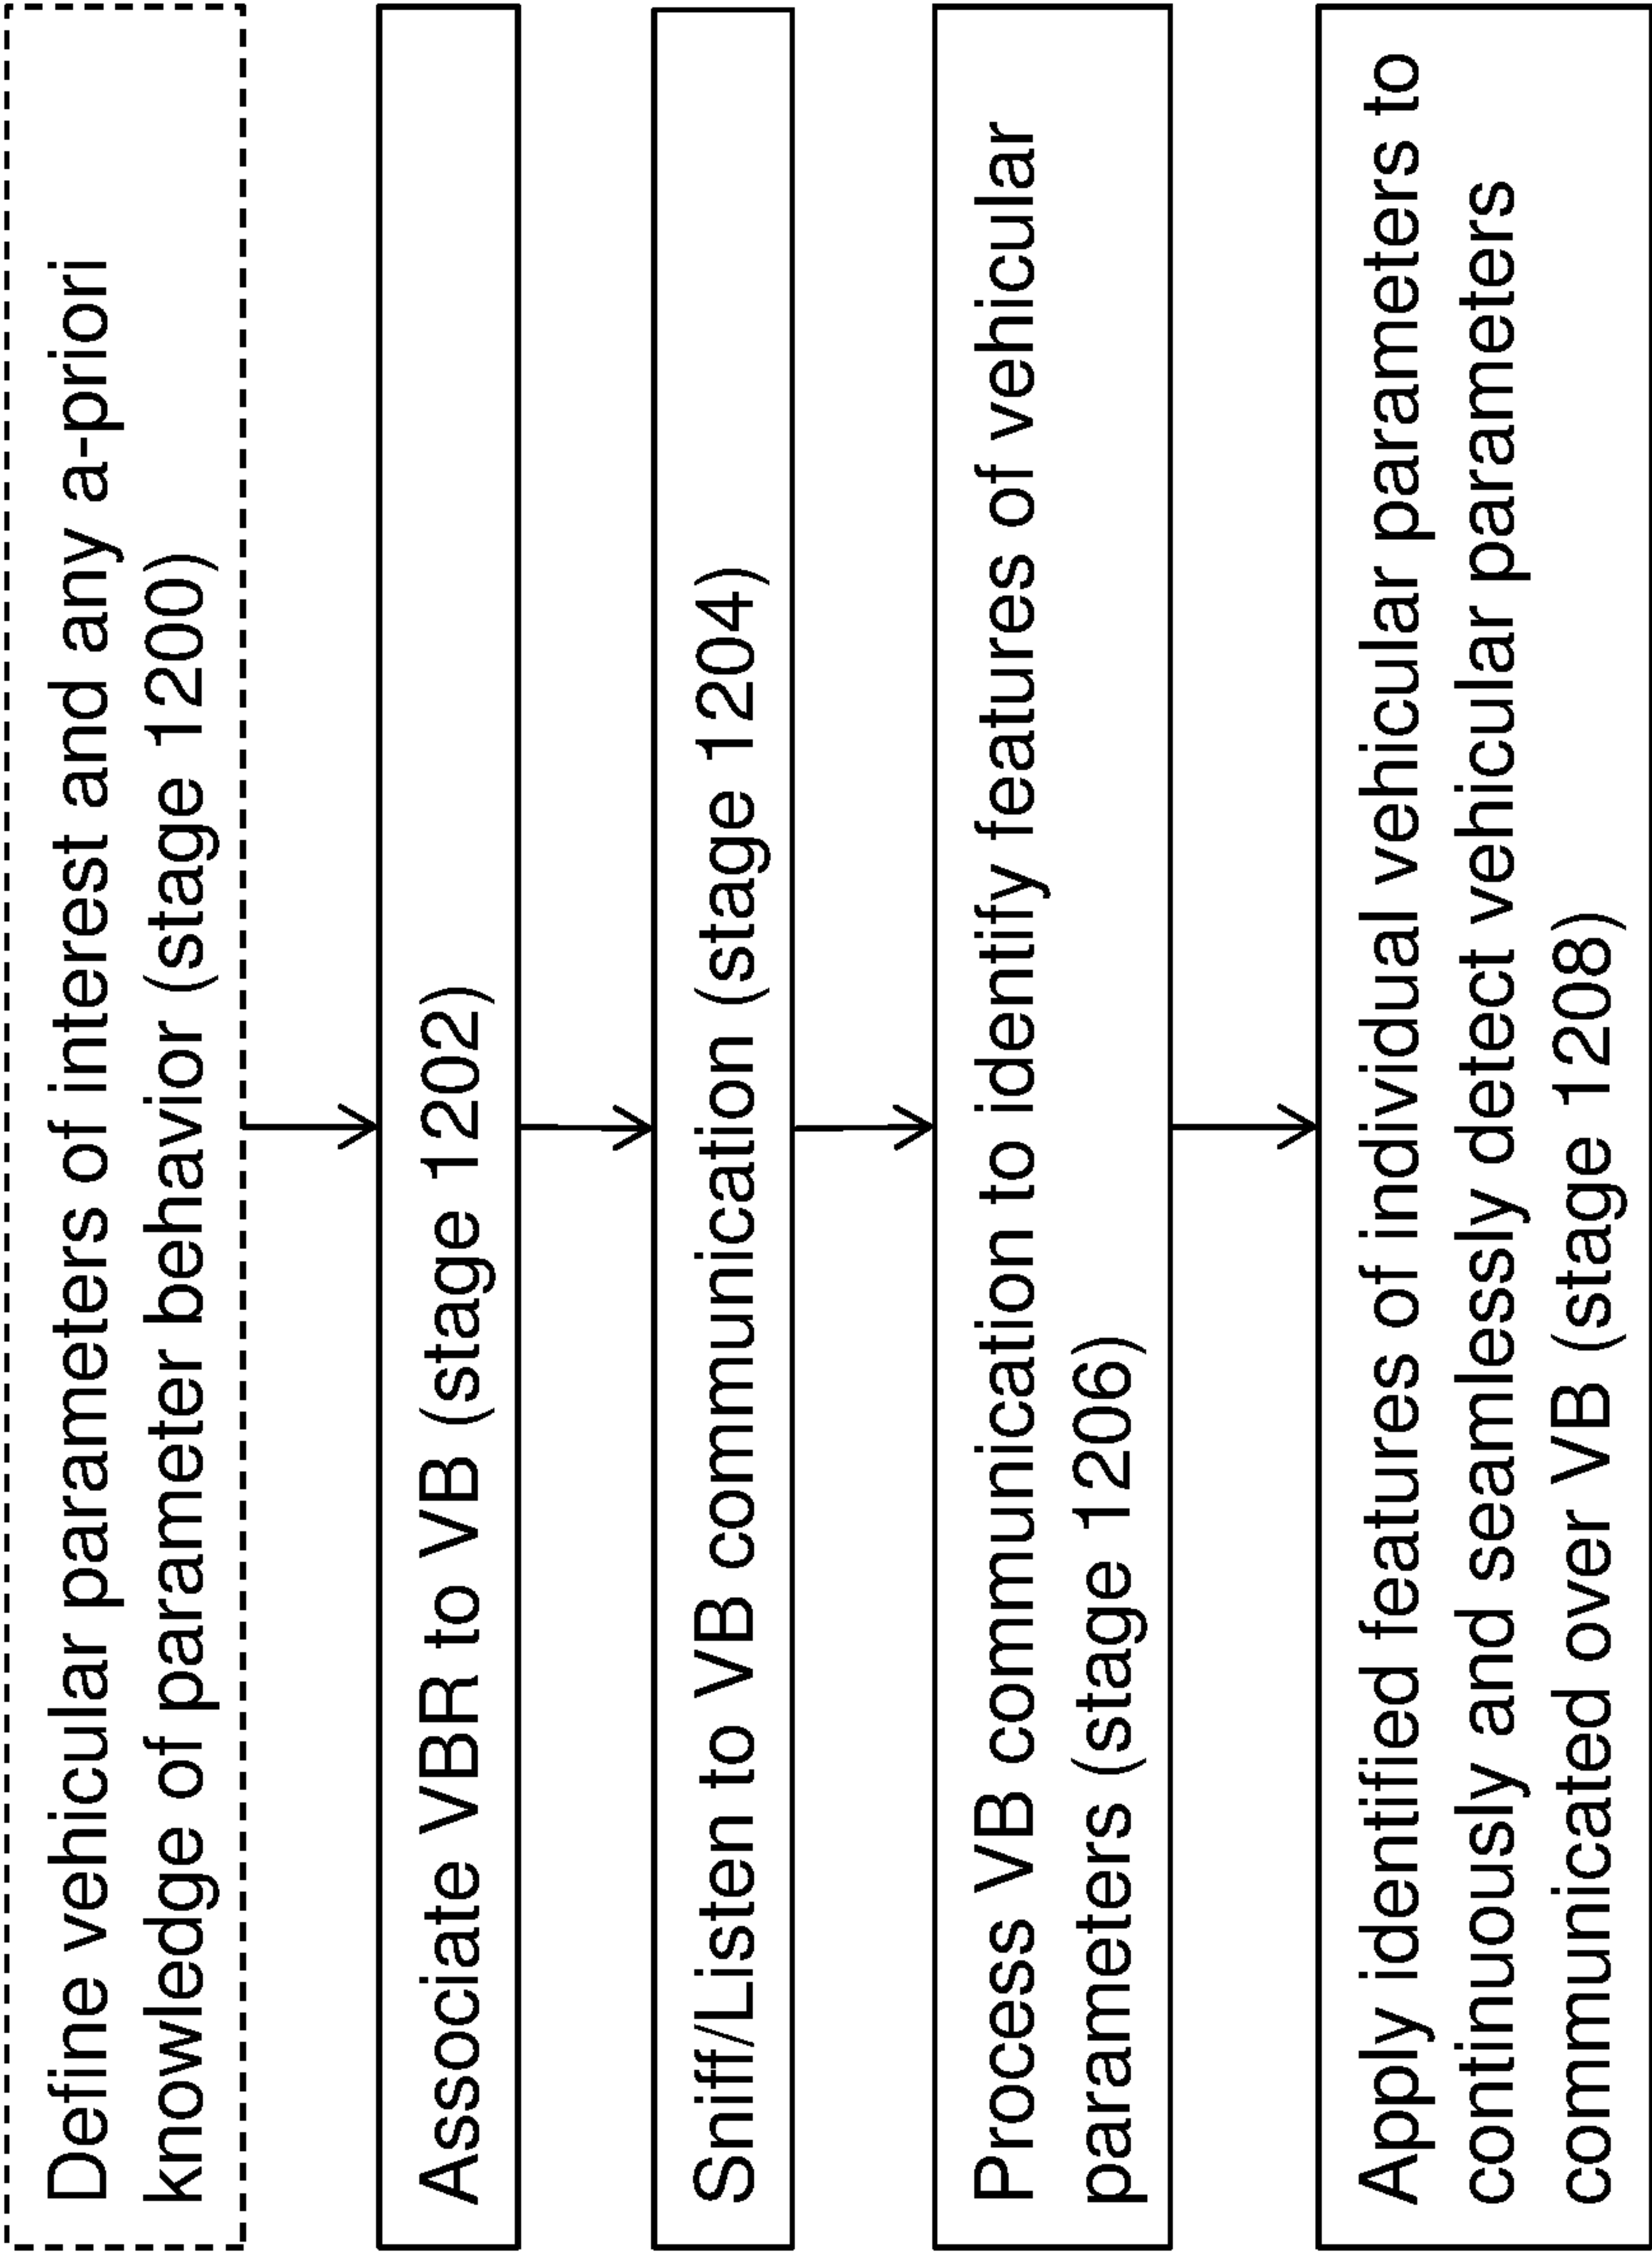 Define vehicular parameters of interest and any a-priori
knowledge of parameter behavior (stage 1200)
Associate VBR to VB (stage 1202)
Sniff/Listen to VB communication (stage 1204)
Process VB communication to identify features of vehicular
parameters (stage 1206)
Apply identified features of individual vehicular parameters to
continuously and seamlessly detect vehicular parameters
communicated over VB (stage 1208)